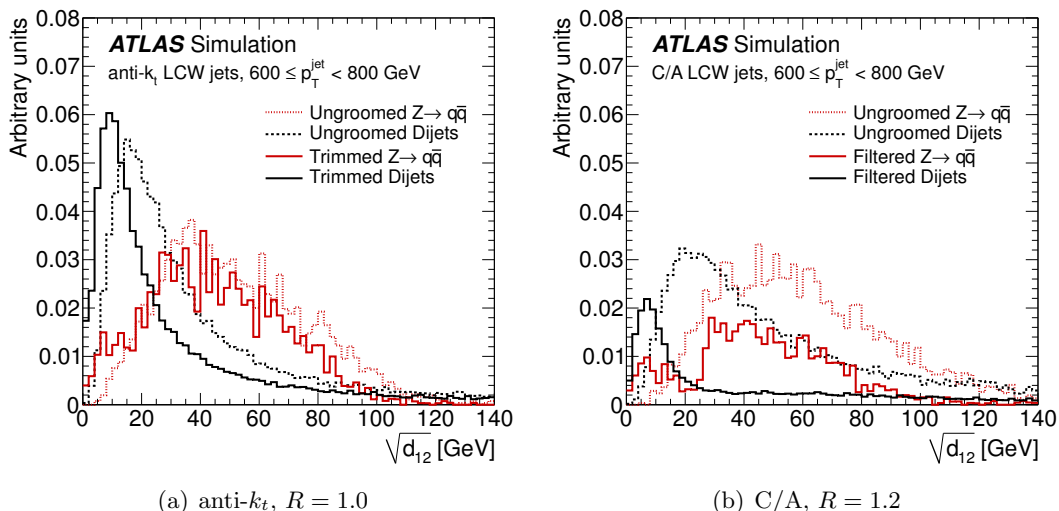 ATLAS Simulation
anti-k_t LCW jets, 600 ≤ p_T^jet < 800 GeV
Ungroomed Z→ qq̄
Ungroomed Dijets
Trimmed Z→ qq̄
Trimmed Dijets
Arbitrary units
0.08
0.07
0.06
0.05
0.04
0.03
0.02
0.01
0
0 20 40 60 80 100 120 140
√d₁₂ [GeV]
(a) anti-k_t, R = 1.0
ATLAS Simulation
C/A LCW jets, 600 ≤ p_T^jet < 800 GeV
Ungroomed Z→ qq̄
Ungroomed Dijets
Filtered Z→ qq̄
Filtered Dijets
Arbitrary units
0.08
0.07
0.06
0.05
0.04
0.03
0.02
0.01
0
0 20 40 60 80 100 120 140
√d₁₂ [GeV]
(b) C/A, R = 1.2